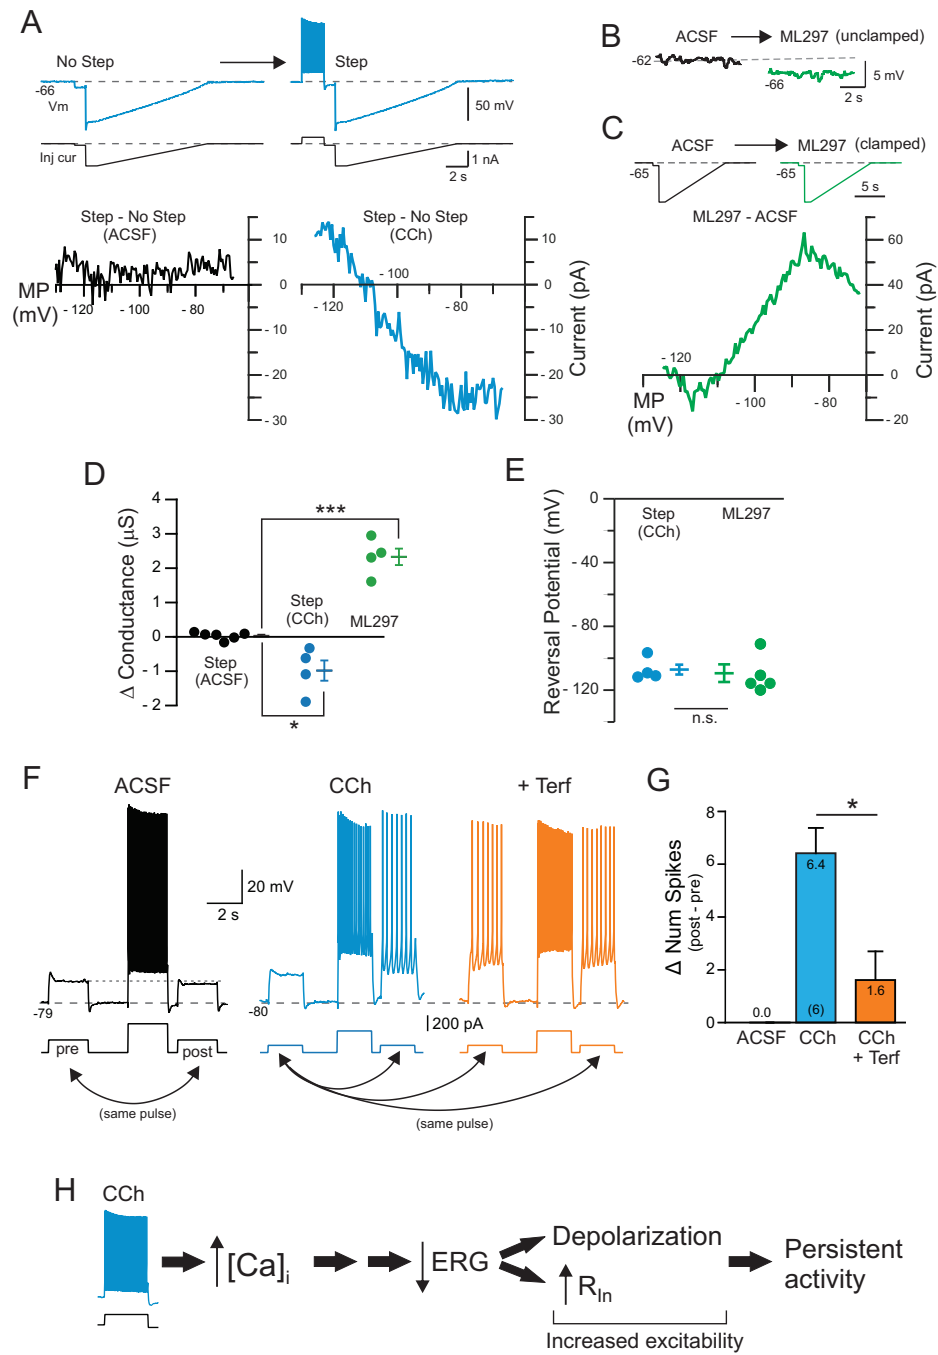 A
No Step
Step
-66
Vm
50 mV
Inj cur
1 nA
2 s
Step - No Step
(ACSF)
10
0
- 10
- 20
- 30
MP
(mV)
- 120
- 80
Current (pA)
Step - No Step
(CCh)
- 100
- 120
- 80
10
0
- 10
- 20
- 30
Current (pA)
B
ACSF
ML297 (unclamped)
-62
-66
5 mV
2 s
C
ACSF
ML297 (clamped)
-65
-65
5 s
ML297 - ACSF
60
40
20
0
- 20
- 120
- 100
- 80
MP
(mV)
Current (pA)
D
Δ Conductance (μS)
4
3
2
1
0
- 1
- 2
***
Step
(CCh)
ML297
Step
(ACSF)
*
E
Reversal Potential (mV)
0
- 40
- 80
- 120
Step
(CCh)
ML297
n.s.
F
ACSF
CCh
+ Terf
20 mV
2 s
-79
-80
200 pA
pre
post
(same pulse)
(same pulse)
G
Δ Num Spikes
(post - pre)
8
6
4
2
0
*
6.4
0.0
(6)
1.6
ACSF
CCh
CCh
+ Terf
H
CCh
[Ca]i
ERG
Depolarization
RIn
Increased excitability
Persistent
activity